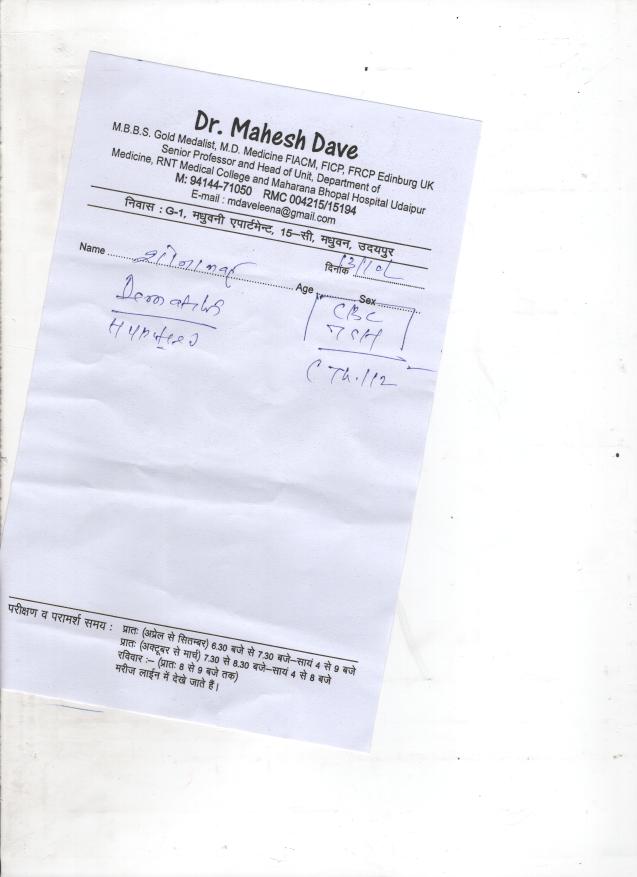 Dr. Mahesh Dave
M.B.B.S. Gold Medalist, M.D. Medicine FIACM, FICP, FRCP Edinburg UK
Senior Professor and Head of Unit, Department of
Medicine, RNT Medical College and Maharana Bhopal Hospital Udaipur
M: 94144-71050 RMC 004215/15194
E-mail : mdaveleena@gmail.com
निवास : G-1, मधुवनी एपार्टमेन्ट, 15–सी, मधुवन, उदयपुर
Name
दिनांक
Age Sex
CBC
TSH
परीक्षण व परामर्श समय : प्रातः (अप्रेल से सितम्बर) 6.30 बजे से 7.30 बजे–सायं 4 से 9 बजे
प्रातः (अक्टूबर से मार्च) 7.30 से 8.30 बजे–सायं 4 से 8 बजे
रविवार :– (प्रातः 8 से 9 बजे तक)
मरीज लाईन में देखे जाते हैं।